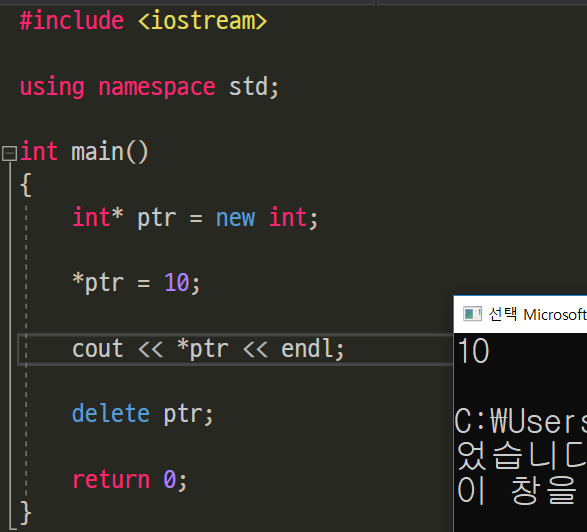 #include <iostream>
using namespace std;
int main()
{
int* ptr = new int;
*ptr = 10;
cout << *ptr << endl;
delete ptr;
return 0;
}
선택 Microsoft
10
C:₩Users
었습니다
이 창을